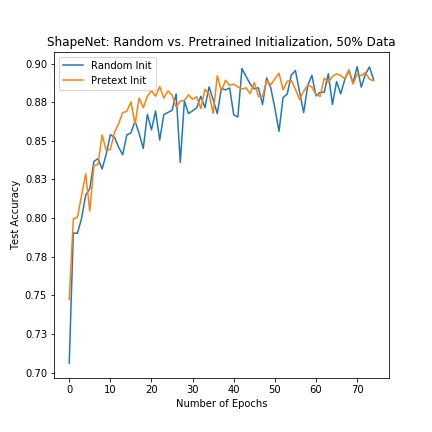 ShapeNet: Random vs. Pretrained Initialization, 50% Data
Random Init
Pretext Init
Test Accuracy
0.90
0.88
0.85
0.83
0.80
0.78
0.75
0.73
0.70
0 10 20 30 40 50 60 70
Number of Epochs